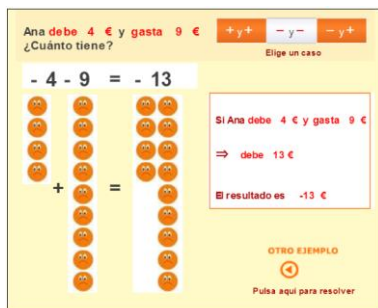 Ana debe 4 € y gasta 9 €
¿Cuánto tiene?
+ y + - y - - y +
Elige un caso
- 4 - 9 = - 13
+ =
Si Ana debe 4 € y gasta 9 €
⇒ debe 13 €
El resultado es -13 €
OTRO EJEMPLO
Pulsa aquí para resolver